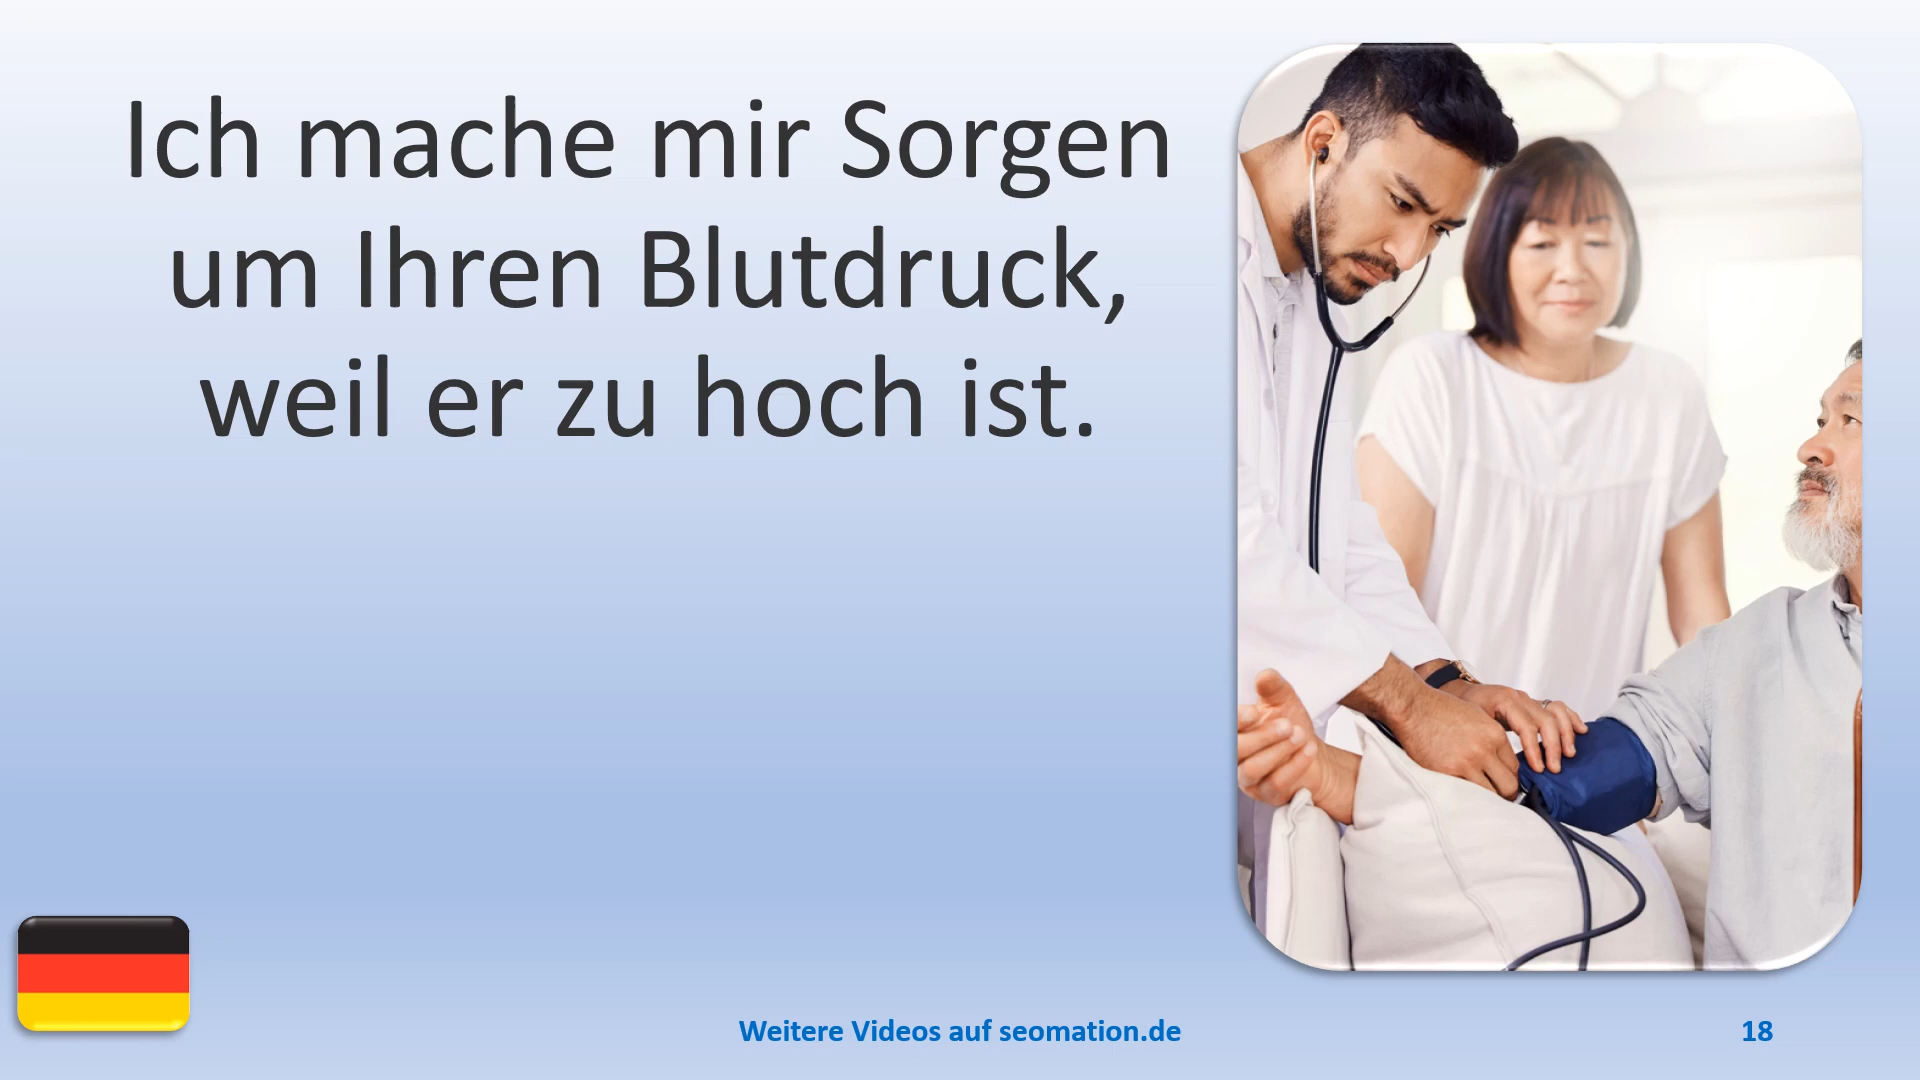 Ich mache mir Sorgen
um Ihren Blutdruck,
weil er zu hoch ist.
Weitere Videos auf seomation.de
18